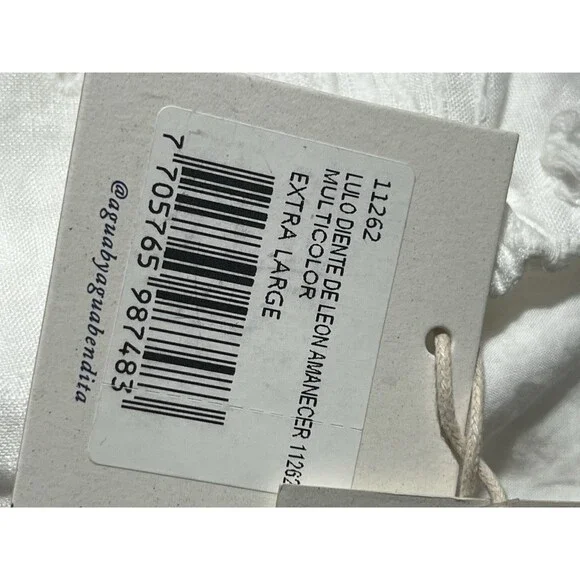 11262
LULO DIENTE DE LEON AMANECER 11262
MULTICOLOR
EXTRA LARGE
7 705765 987483
@aguabyaguabendita